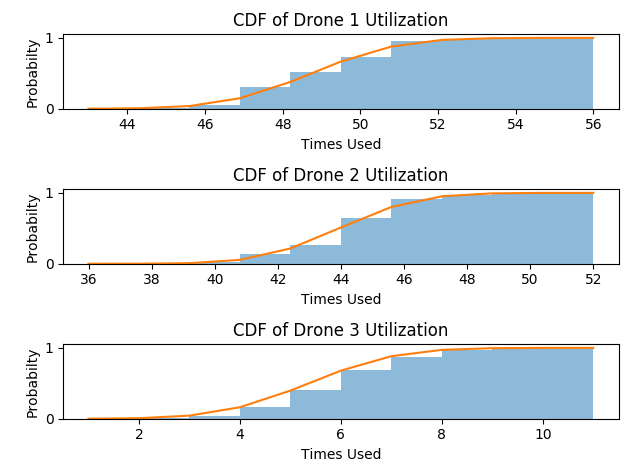 CDF of Drone 1 Utilization
Probabilty
1
0
44 46 48 50 52 54 56
Times Used
CDF of Drone 2 Utilization
Probabilty
1
0
36 38 40 42 44 46 48 50 52
Times Used
CDF of Drone 3 Utilization
Probabilty
1
0
2 4 6 8 10
Times Used